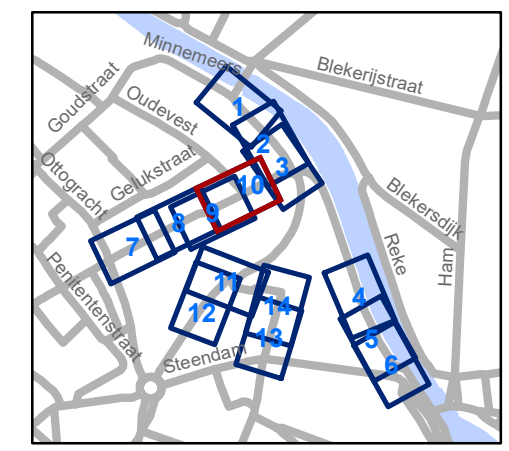 Minnemeers
Blekerijstraat
Goudstraat
Oudevest
1
2
3
Ottogracht
Gelukstraat
10
Blekersdijk
9
8
7
Reke
Ham
Penitentenstraat
11
4
12
14
13
5
Steendam
6